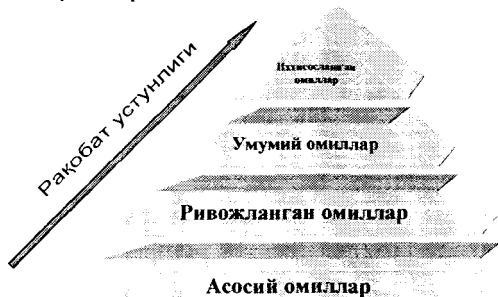 Рақобат устунлиги
Ихтисослашган
омиллар
Умумий омиллар
Ривожланган омиллар
Асосий омиллар